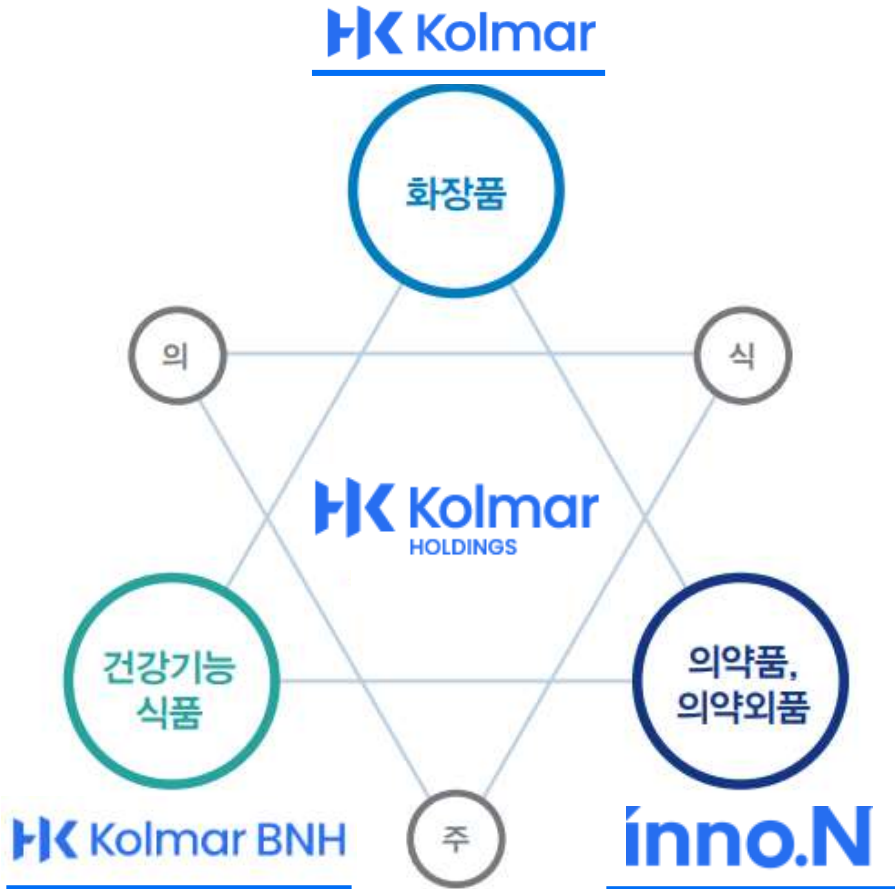 HK Kolmar
화장품
의
식
HK Kolmar
HOLDINGS
건강기능
식품
의약품,
의약외품
HK Kolmar BNH
주
inno.N